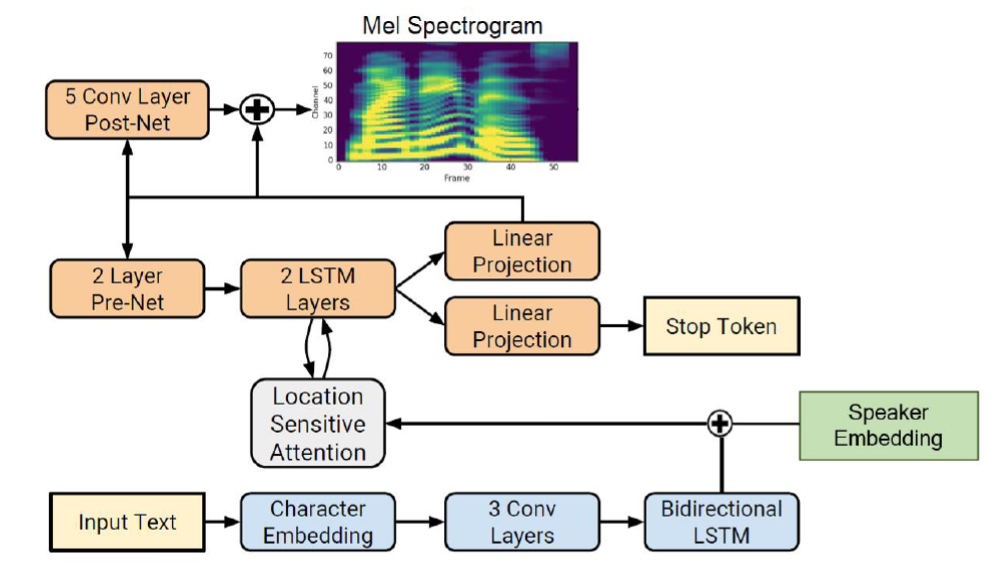 Mel Spectrogram
70
60
50
40
30
20
10
0
Channel
0 10 20 30 40 50
Frame
5 Conv Layer
Post-Net
Linear
Projection
2 Layer
Pre-Net
2 LSTM
Layers
Linear
Projection
Stop Token
Location
Sensitive
Attention
Speaker
Embedding
Input Text
Character
Embedding
3 Conv
Layers
Bidirectional
LSTM